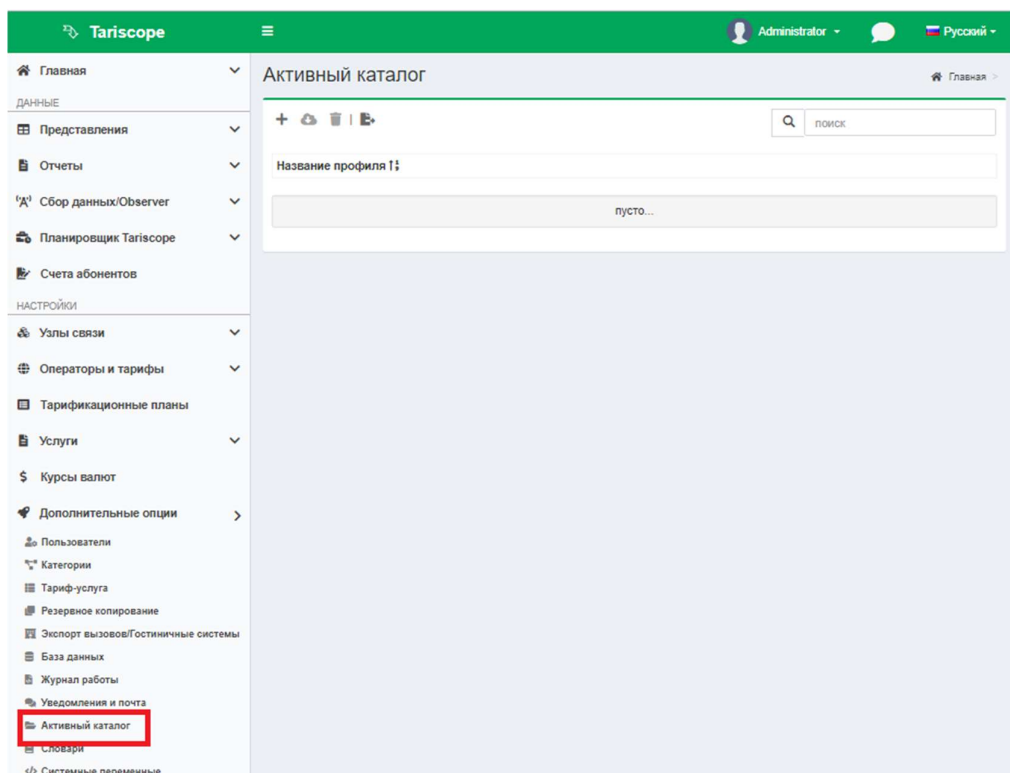 Tariscope
Administrator
Русский
Главная
ДАННЫЕ
Представления
Отчеты
Сбор данных/Observer
Планировщик Tariscope
Счета абонентов
НАСТРОЙКИ
Узлы связи
Операторы и тарифы
Тарификационные планы
Услуги
$ Курсы валют
Дополнительные опции
Пользователи
Категории
Тариф-услуга
Резервное копирование
Экспорт вызовов/Гостиничные системы
База данных
Журнал работы
Уведомления и почта
Активный каталог
Словари
Системные переменные
Активный каталог
Главная >
поиск
Название профиля
пусто...